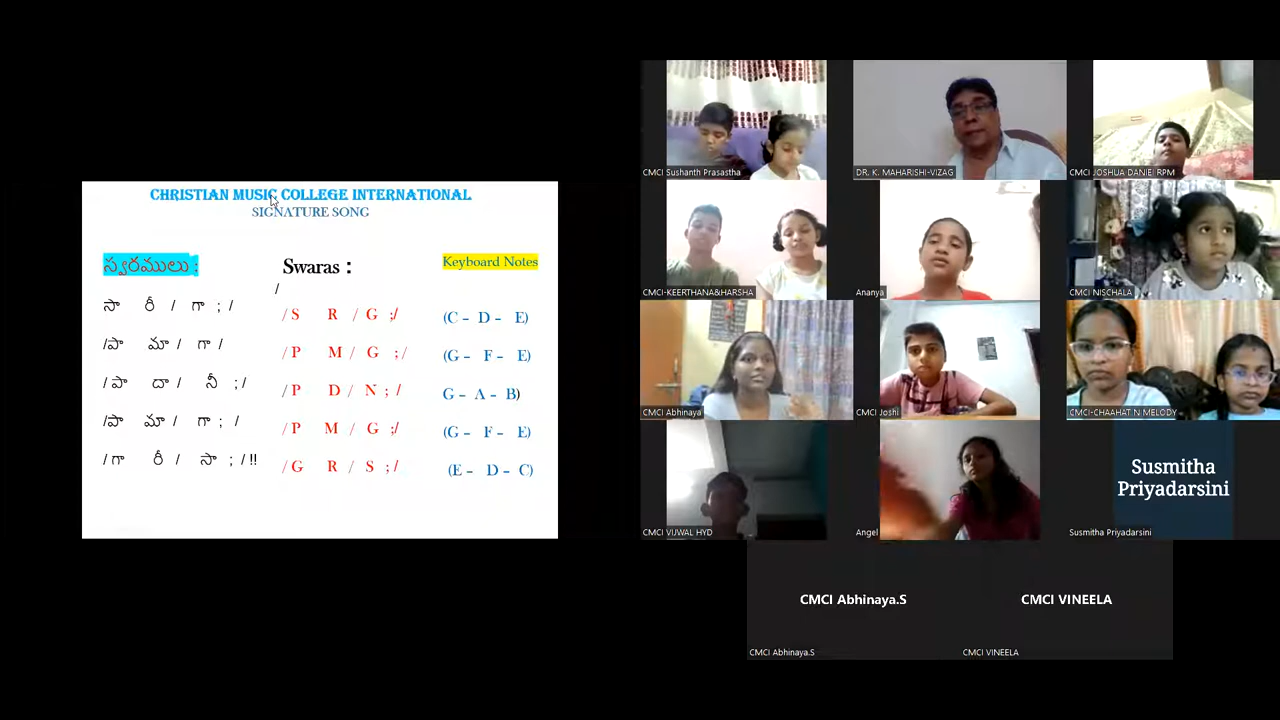 CHRISTIAN MUSIC COLLEGE INTERNATIONAL
SIGNATURE SONG
స్వరములు :
Swaras :
Keyboard Notes
/
సా రీ / గా ; /
/ S R / G ;/
(C – D – E)
/పా మా / గా /
/ P M / G ; /
(G – F – E)
/ పా దా / నీ ; /
/ P D / N ; /
G – A – B)
/పా మా / గా ; /
/ P M / G ;/
(G – F – E)
/ గా రీ / సా ; / !!
/ G R / S ; /
(E – D – C)
CMCI Sushanth Prasastha
DR. K. MAHARISHI-VIZAG
CMCI JOSHUA DANIEl RPM
CMCI-KEERTHANA&HARSHA
Ananya
CMCI NISCHALA
CMCI Abhinaya
CMCI Joshi
CMCI-CHAAHAT N MELODY
CMCI VIJWAL HYD
Angel
Susmitha Priyadarsini
Susmitha
Priyadarsini
CMCI Abhinaya.S
CMCI VINEELA
CMCI Abhinaya.S
CMCI VINEELA